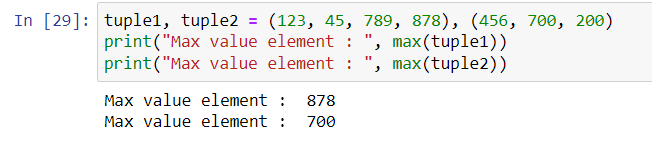 In [29]: tuple1, tuple2 = (123, 45, 789, 878), (456, 700, 200)
print("Max value element : ", max(tuple1))
print("Max value element : ", max(tuple2))
Max value element :  878
Max value element :  700